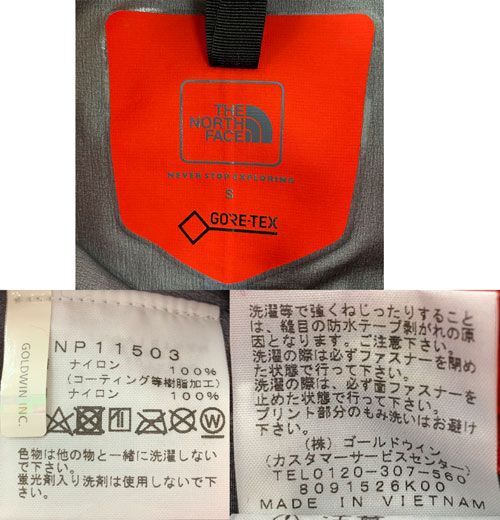 THE
NORTH
FACE
NEVER STOP EXPLORING
S
GORE-TEX
GOLDWIN INC.
NP11503
ナイロン 100%
(コーティング等樹脂加工)
ナイロン 100%
W
色物は他の物と一緒に洗濯しない
で下さい。
蛍光剤入り洗剤は使用しないで下
さい。
洗濯等で強くねじったりすること
は、縫目の防水テープ剥がれの原
因となります。ご注意下さい。
洗濯の際は必ずファスナーを閉め
た状態で行って下さい。
洗濯の際は、必ず面ファスナーを
止めた状態で行って下さい。
プリント部分のもみ洗いはお避け
下さい。
(株)ゴールドウイン
(カスタマーサービスセンター)
TEL0120-307-560
8091526K00
MADE IN VIETNAM